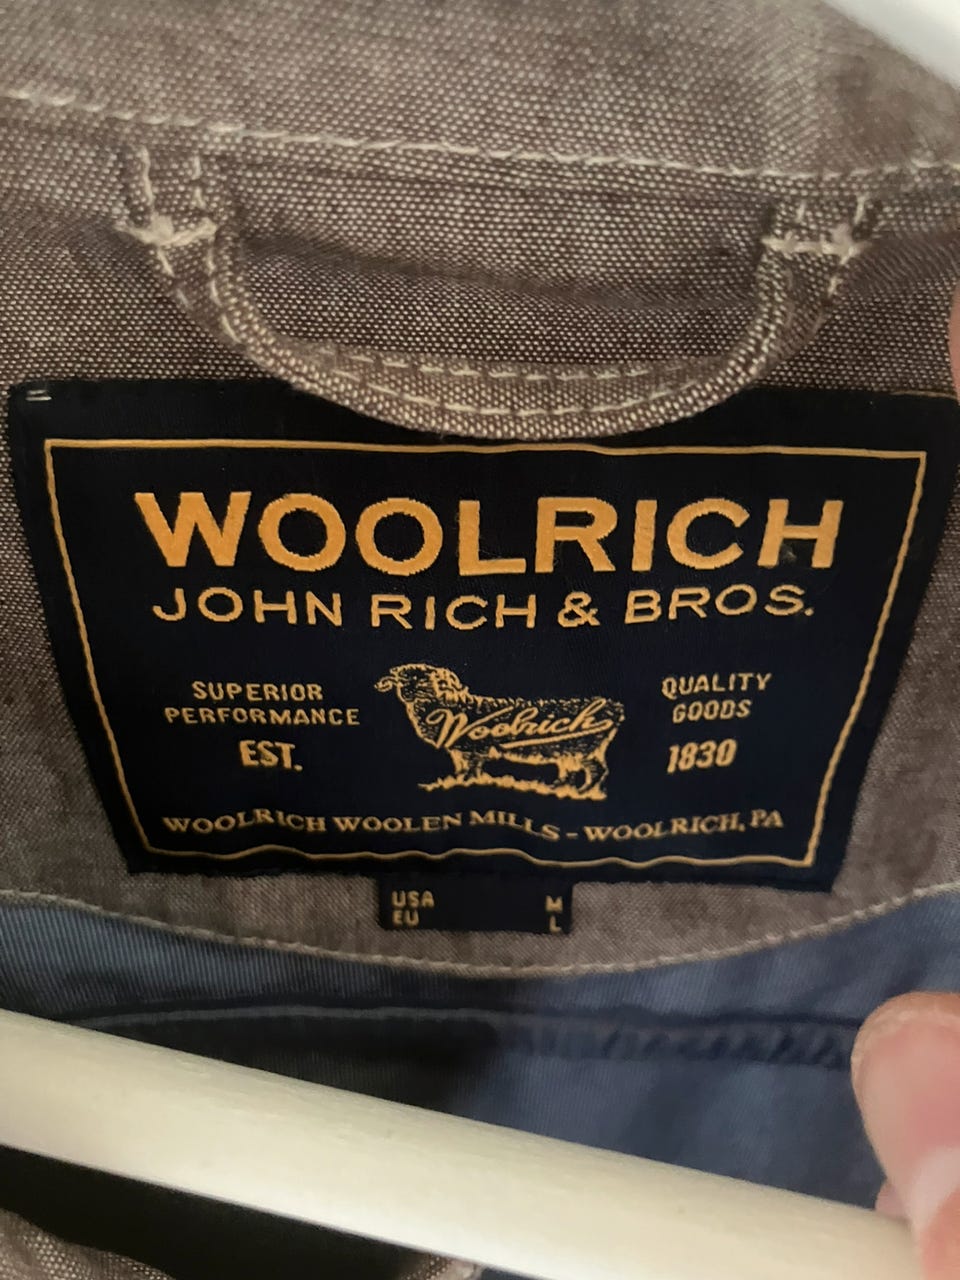 WOOLRICH
JOHN RICH & BROS.
SUPERIOR
PERFORMANCE
EST.
Woolrich
QUALITY
GOODS
1830
WOOLRICH WOOLEN MILLS - WOOLRICH, PA
USA M
EU L